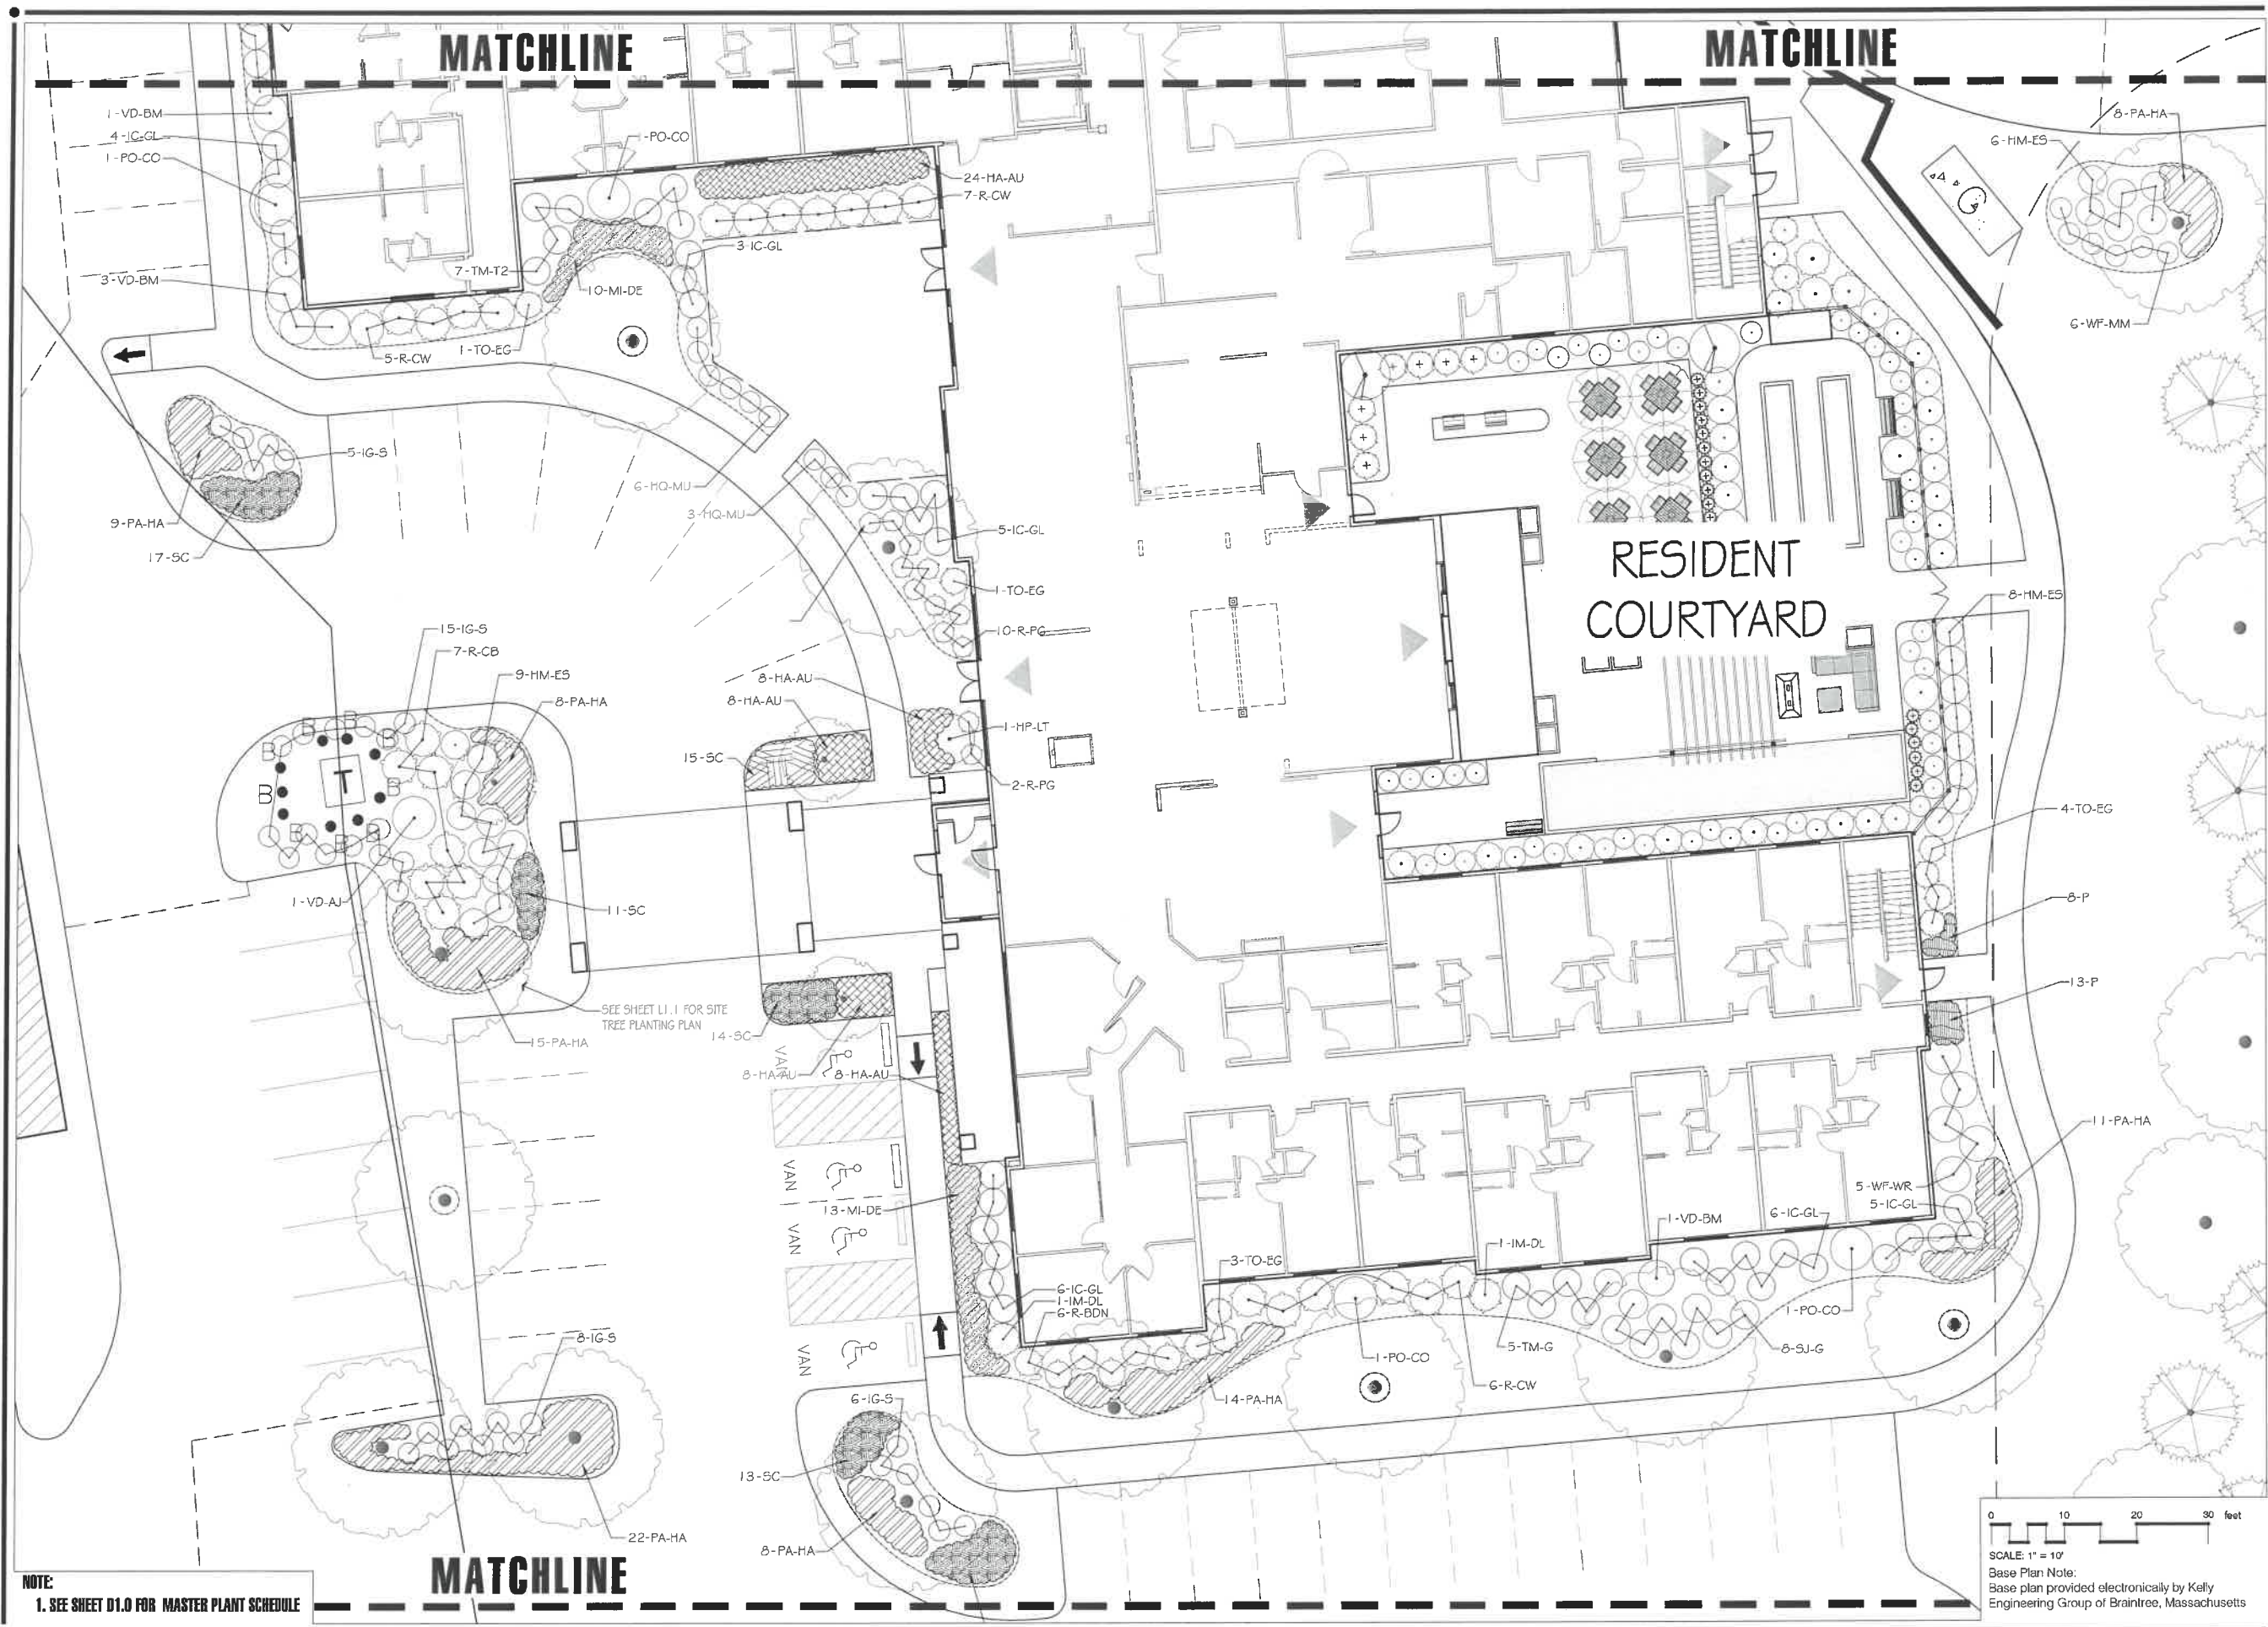 MATCHLINE
MATCHLINE
1-VD-BM
4-IC-GL
1-PO-CO
1-PO-CO
24-HA-AU
7-R-CW
8-PA-HA
6-HM-ES
3-IC-GL
7-TM-T2
3-VD-BM
10-MI-DE
6-WF-MM
5-R-CW
1-TO-EG
5-IG-S
6-HQ-MU
3-HQ-MU
9-PA-HA
17-SC
5-IC-GL
RESIDENT
COURTYARD
1-TO-EG
8-HM-ES
15-IG-S
7-R-CB
10-R-PG
9-HM-ES
8-PA-HA
8-HA-AU
8-HA-AU
1-HP-LT
15-SC
2-R-PG
B
B
B
B
B
B
B
B
T
4-TO-EG
1-VD-AJ
11-SC
8-P
13-P
SEE SHEET L1.1 FOR SITE
TREE PLANTING PLAN
15-PA-HA
14-SC
VAN
8-HA-AU
8-HA-AU
11-PA-HA
VAN
13-MI-DE
VAN
5-WF-WR
5-IC-GL
6-IC-GL
1-VD-BM
1-IM-DL
3-TO-EG
6-IC-GL
1-IM-DL
6-R-BDN
1-PO-CO
8-SJ-G
5-TM-G
1-PO-CO
6-R-CW
14-PA-HA
VAN
8-IG-S
6-IG-S
13-SC
22-PA-HA
8-PA-HA
MATCHLINE
NOTE:
1. SEE SHEET D1.0 FOR MASTER PLANT SCHEDULE
0 10 20 30 feet
SCALE: 1" = 10'
Base Plan Note:
Base plan provided electronically by Kelly
Engineering Group of Braintree, Massachusetts